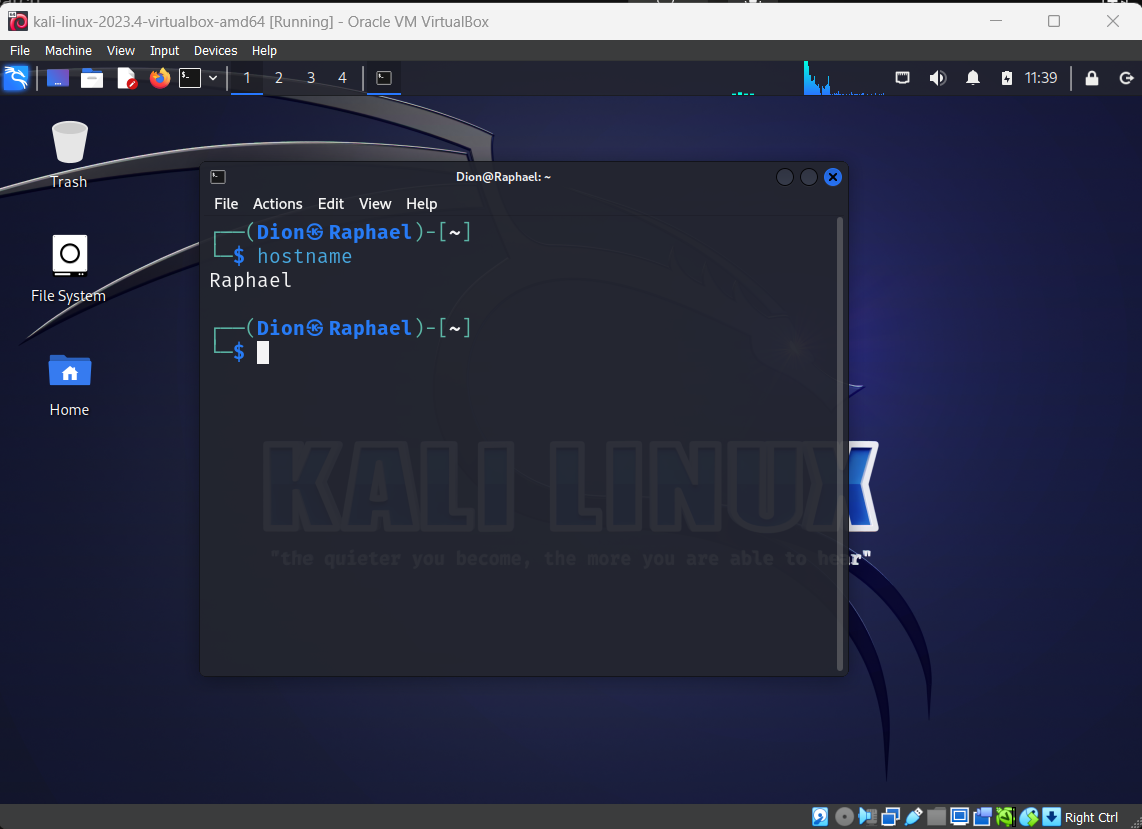 kali-linux-2023.4-virtualbox-amd64 [Running] - Oracle VM VirtualBox
File Machine View Input Devices Help
1 2 3 4 11:39
Trash
File System
Home
Dion@Raphael: ~
File Actions Edit View Help
┌──(Dion㉿Raphael)-[~]
└─$ hostname
Raphael
┌──(Dion㉿Raphael)-[~]
└─$
KALI LINUX
"the quieter you become, the more you are able to hear"
Right Ctrl